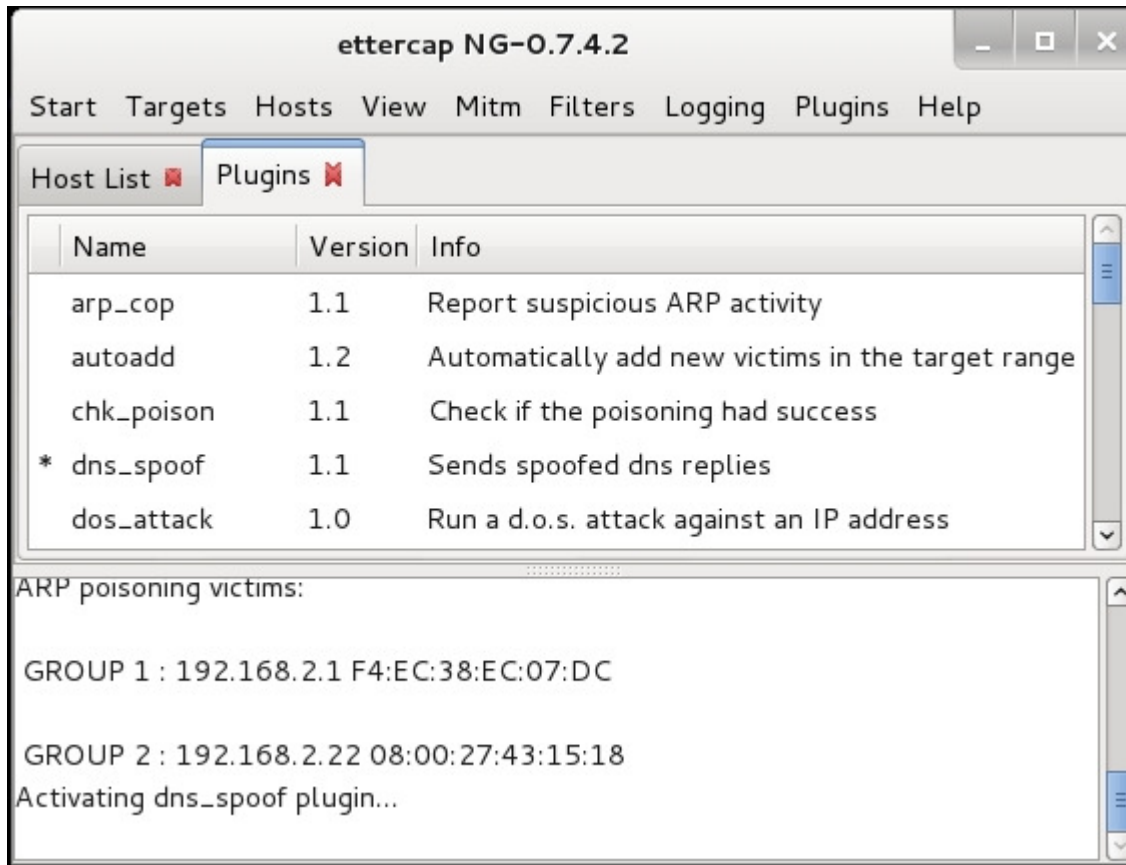 ettercap NG-0.7.4.2
Start Targets Hosts View Mitm Filters Logging Plugins Help
Host List Plugins
Name Version Info
arp_cop 1.1 Report suspicious ARP activity
autoadd 1.2 Automatically add new victims in the target range
chk_poison 1.1 Check if the poisoning had success
* dns_spoof 1.1 Sends spoofed dns replies
dos_attack 1.0 Run a d.o.s. attack against an IP address
ARP poisoning victims:
GROUP 1 : 192.168.2.1 F4:EC:38:EC:07:DC
GROUP 2 : 192.168.2.22 08:00:27:43:15:18
Activating dns_spoof plugin...